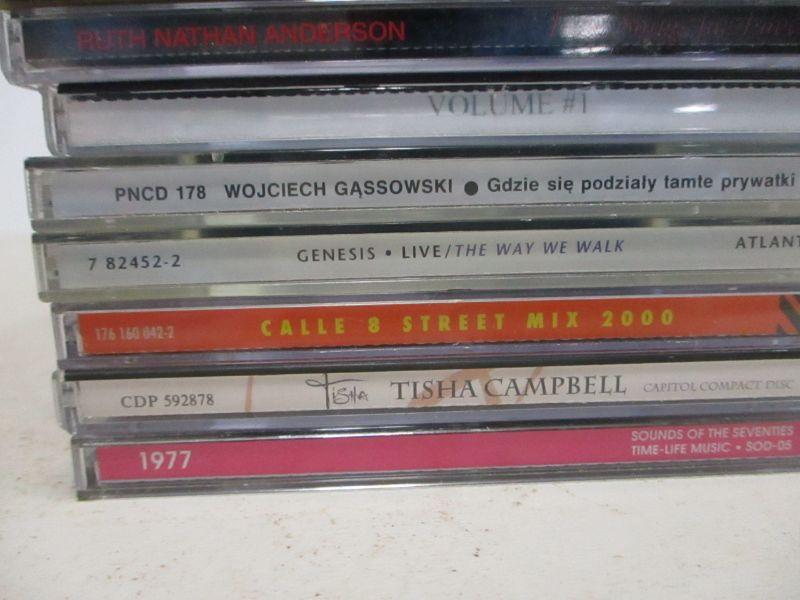 RUTH NATHAN ANDERSON
VOLUME #1
PNCD 178 WOJCIECH GĄSSOWSKI ● Gdzie się podziały tamte prywatki
7 82452-2 GENESIS • LIVE/THE WAY WE WALK ATLANT
176 160 042-2 CALLE 8 STREET MIX 2000
CDP 592878 Tisha TISHA CAMPBELL CAPITOL COMPACT DISC
1977 SOUNDS OF THE SEVENTIES
TIME-LIFE MUSIC • SOD-05